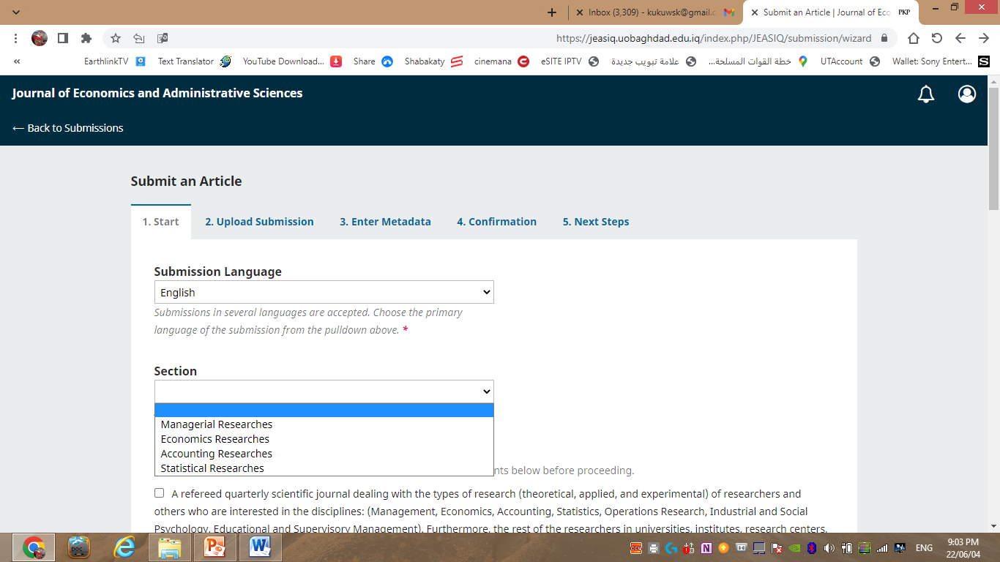 Inbox (3,309) - kukuwsk@gmail.c
Submit an Article | Journal of Eco
PKP
https://jeasiq.uobaghdad.edu.iq/index.php/JEASIQ/submission/wizard
«
EarthlinkTV
Text Translator
YouTube Download...
Share
Shabakaty
cinemana
eSITE IPTV
علامة تبويب جديدة
خطة القوات المسلحة...
UTAccount
Wallet: Sony Entert...
Journal of Economics and Administrative Sciences
← Back to Submissions
Submit an Article
1. Start
2. Upload Submission
3. Enter Metadata
4. Confirmation
5. Next Steps
Submission Language
English
Submissions in several languages are accepted. Choose the primary
language of the submission from the pulldown above. *
Section
Managerial Researches
Economics Researches
Accounting Researches
Statistical Researches
nts below before proceeding.
A refereed quarterly scientific journal dealing with the types of research (theoretical, applied, and experimental) of researchers and
others who are interested in the disciplines: (Management, Economics, Accounting, Statistics, Operations Research, Industrial and Social
Psychology, Educational and Supervisory Management). Furthermore, the rest of the researchers in universities, institutes, research centers,
ENG
9:03 PM
22/06/04